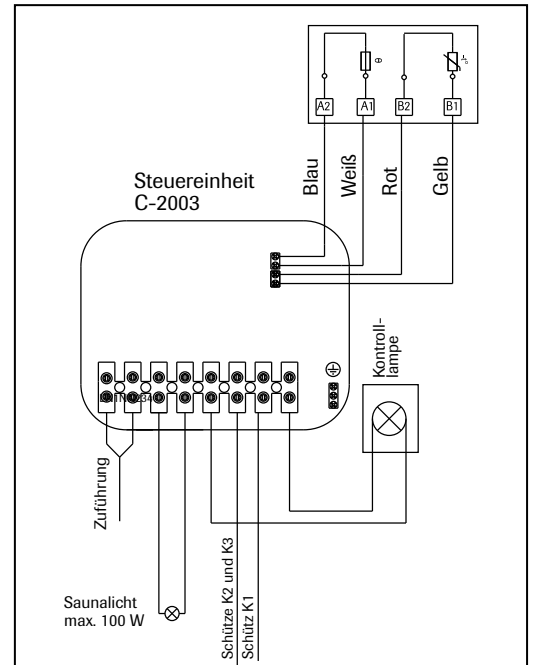 A2
A1
B2
B1
Blau
Weiß
Rot
Gelb
Steuereinheit
C-2003
Kontroll-
lampe
Zuführung
Saunalicht
max. 100 W
Schütze K2 und K3
Schütz K1